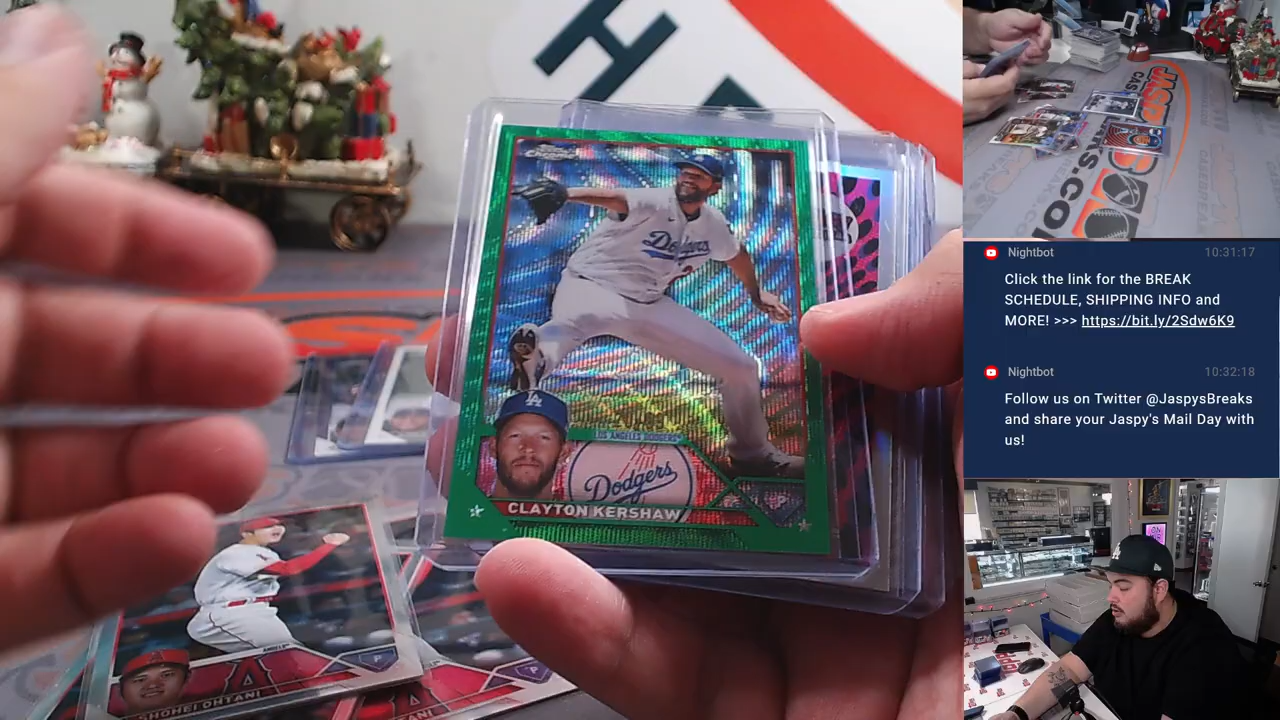 Dodgers
LOS ANGELES DODGERS
Dodgers
CLAYTON KERSHAW
SHOHEI OHTANI
Nightbot 10:31:17
Click the link for the BREAK
SCHEDULE, SHIPPING INFO and
MORE! >>> https://bit.ly/2Sdw6K9
Nightbot 10:32:18
Follow us on Twitter @JaspysBreaks
and share your Jaspy's Mail Day with
us!